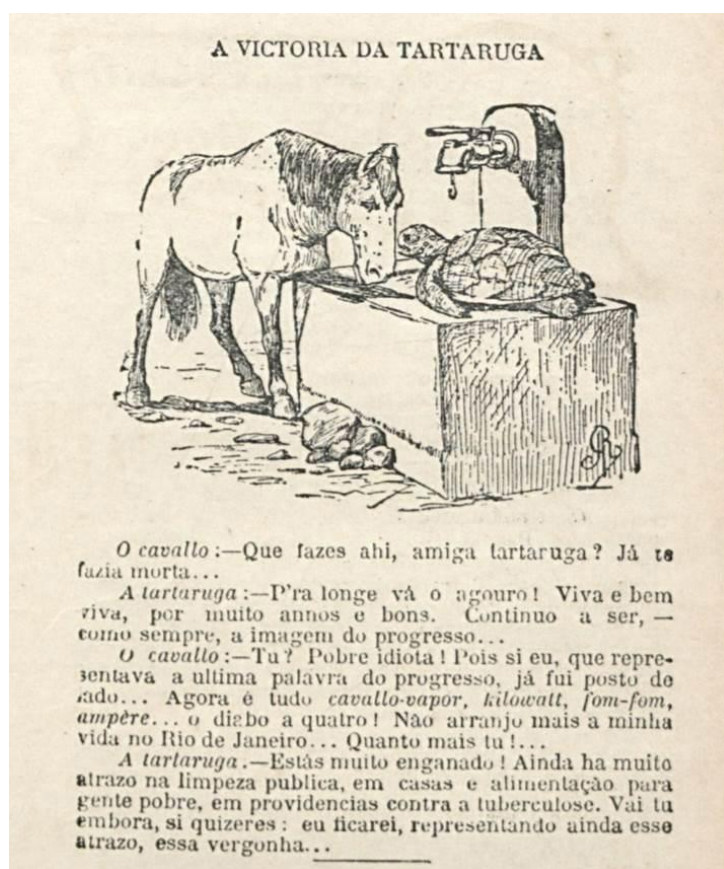 A VICTORIA DA TARTARUGA
O cavallo :—Que fazes ahi, amiga tartaruga? Já te
fazia morta...
A tartaruga :—P'ra longe vá o agouro! Viva e bem
viva, por muito annos e bons. Continuo a ser, —
como sempre, a imagem do progresso...
O cavallo :—Tu? Pobre idiota! Pois si eu, que repre-
sentava a ultima palavra do progresso, já fui posto de
lado... Agora é tudo cavallo-vapor, kilowatt, fom-fom,
ampère... o diabo a quatro! Não arranjo mais a minha
vida no Rio de Janeiro... Quanto mais tu!...
A tartaruga.—Estás muito enganado! Ainda ha muito
atrazo na limpeza publica, em casas e alimentação para
gente pobre, em providencias contra a tuberculose. Vai tu
embora, si quizeres: eu ficarei, representando ainda esse
atrazo, essa vergonha...